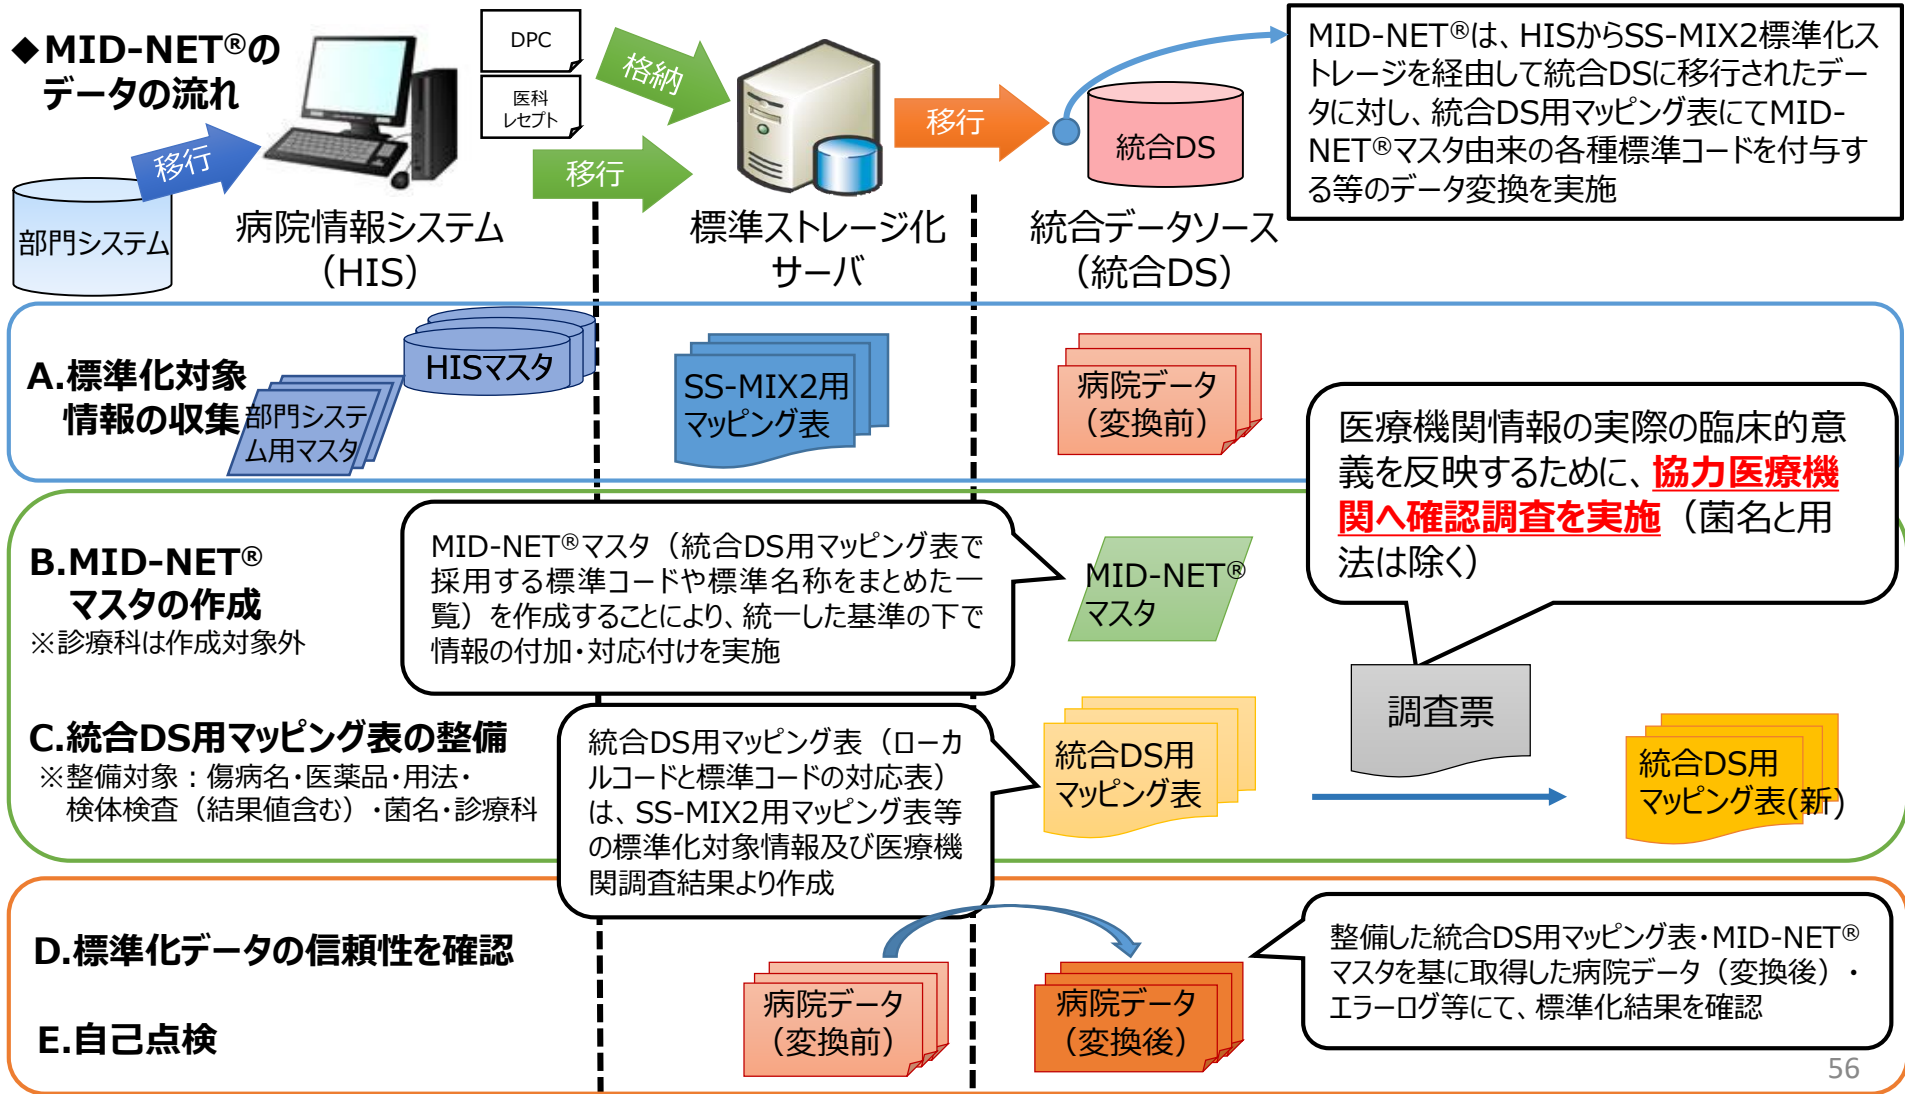 ◆MID-NET®の
データの流れ
部門システム
移行
病院情報システム
（HIS）
DPC
医科
レセプト
格納
移行
標準ストレージ化
サーバ
移行
統合DS
統合データソース
（統合DS）
MID-NET®は、HISからSS-MIX2標準化ス
トレージを経由して統合DSに移行されたデー
タに対し、統合DS用マッピング表にてMID-
NET®マスタ由来の各種標準コードを付与す
る等のデータ変換を実施
A.標準化対象
情報の収集
部門システ
ム用マスタ
HISマスタ
SS-MIX2用
マッピング表
病院データ
（変換前）
医療機関情報の実際の臨床的意
義を反映するために、協力医療機
関へ確認調査を実施（菌名と用
法は除く）
B.MID-NET®
マスタの作成
※診療科は作成対象外
MID-NET®マスタ（統合DS用マッピング表で
採用する標準コードや標準名称をまとめた一
覧）を作成することにより、統一した基準の下で
情報の付加・対応付けを実施
MID-NET®
マスタ
調査票
C.統合DS用マッピング表の整備
※整備対象：傷病名・医薬品・用法・
検体検査（結果値含む）・菌名・診療科
統合DS用マッピング表（ローカ
ルコードと標準コードの対応表）
は、SS-MIX2用マッピング表等
の標準化対象情報及び医療機
関調査結果より作成
統合DS用
マッピング表
統合DS用
マッピング表(新)
D.標準化データの信頼性を確認
E.自己点検
病院データ
（変換前）
病院データ
（変換後）
整備した統合DS用マッピング表・MID-NET®
マスタを基に取得した病院データ（変換後）・
エラーログ等にて、標準化結果を確認
56